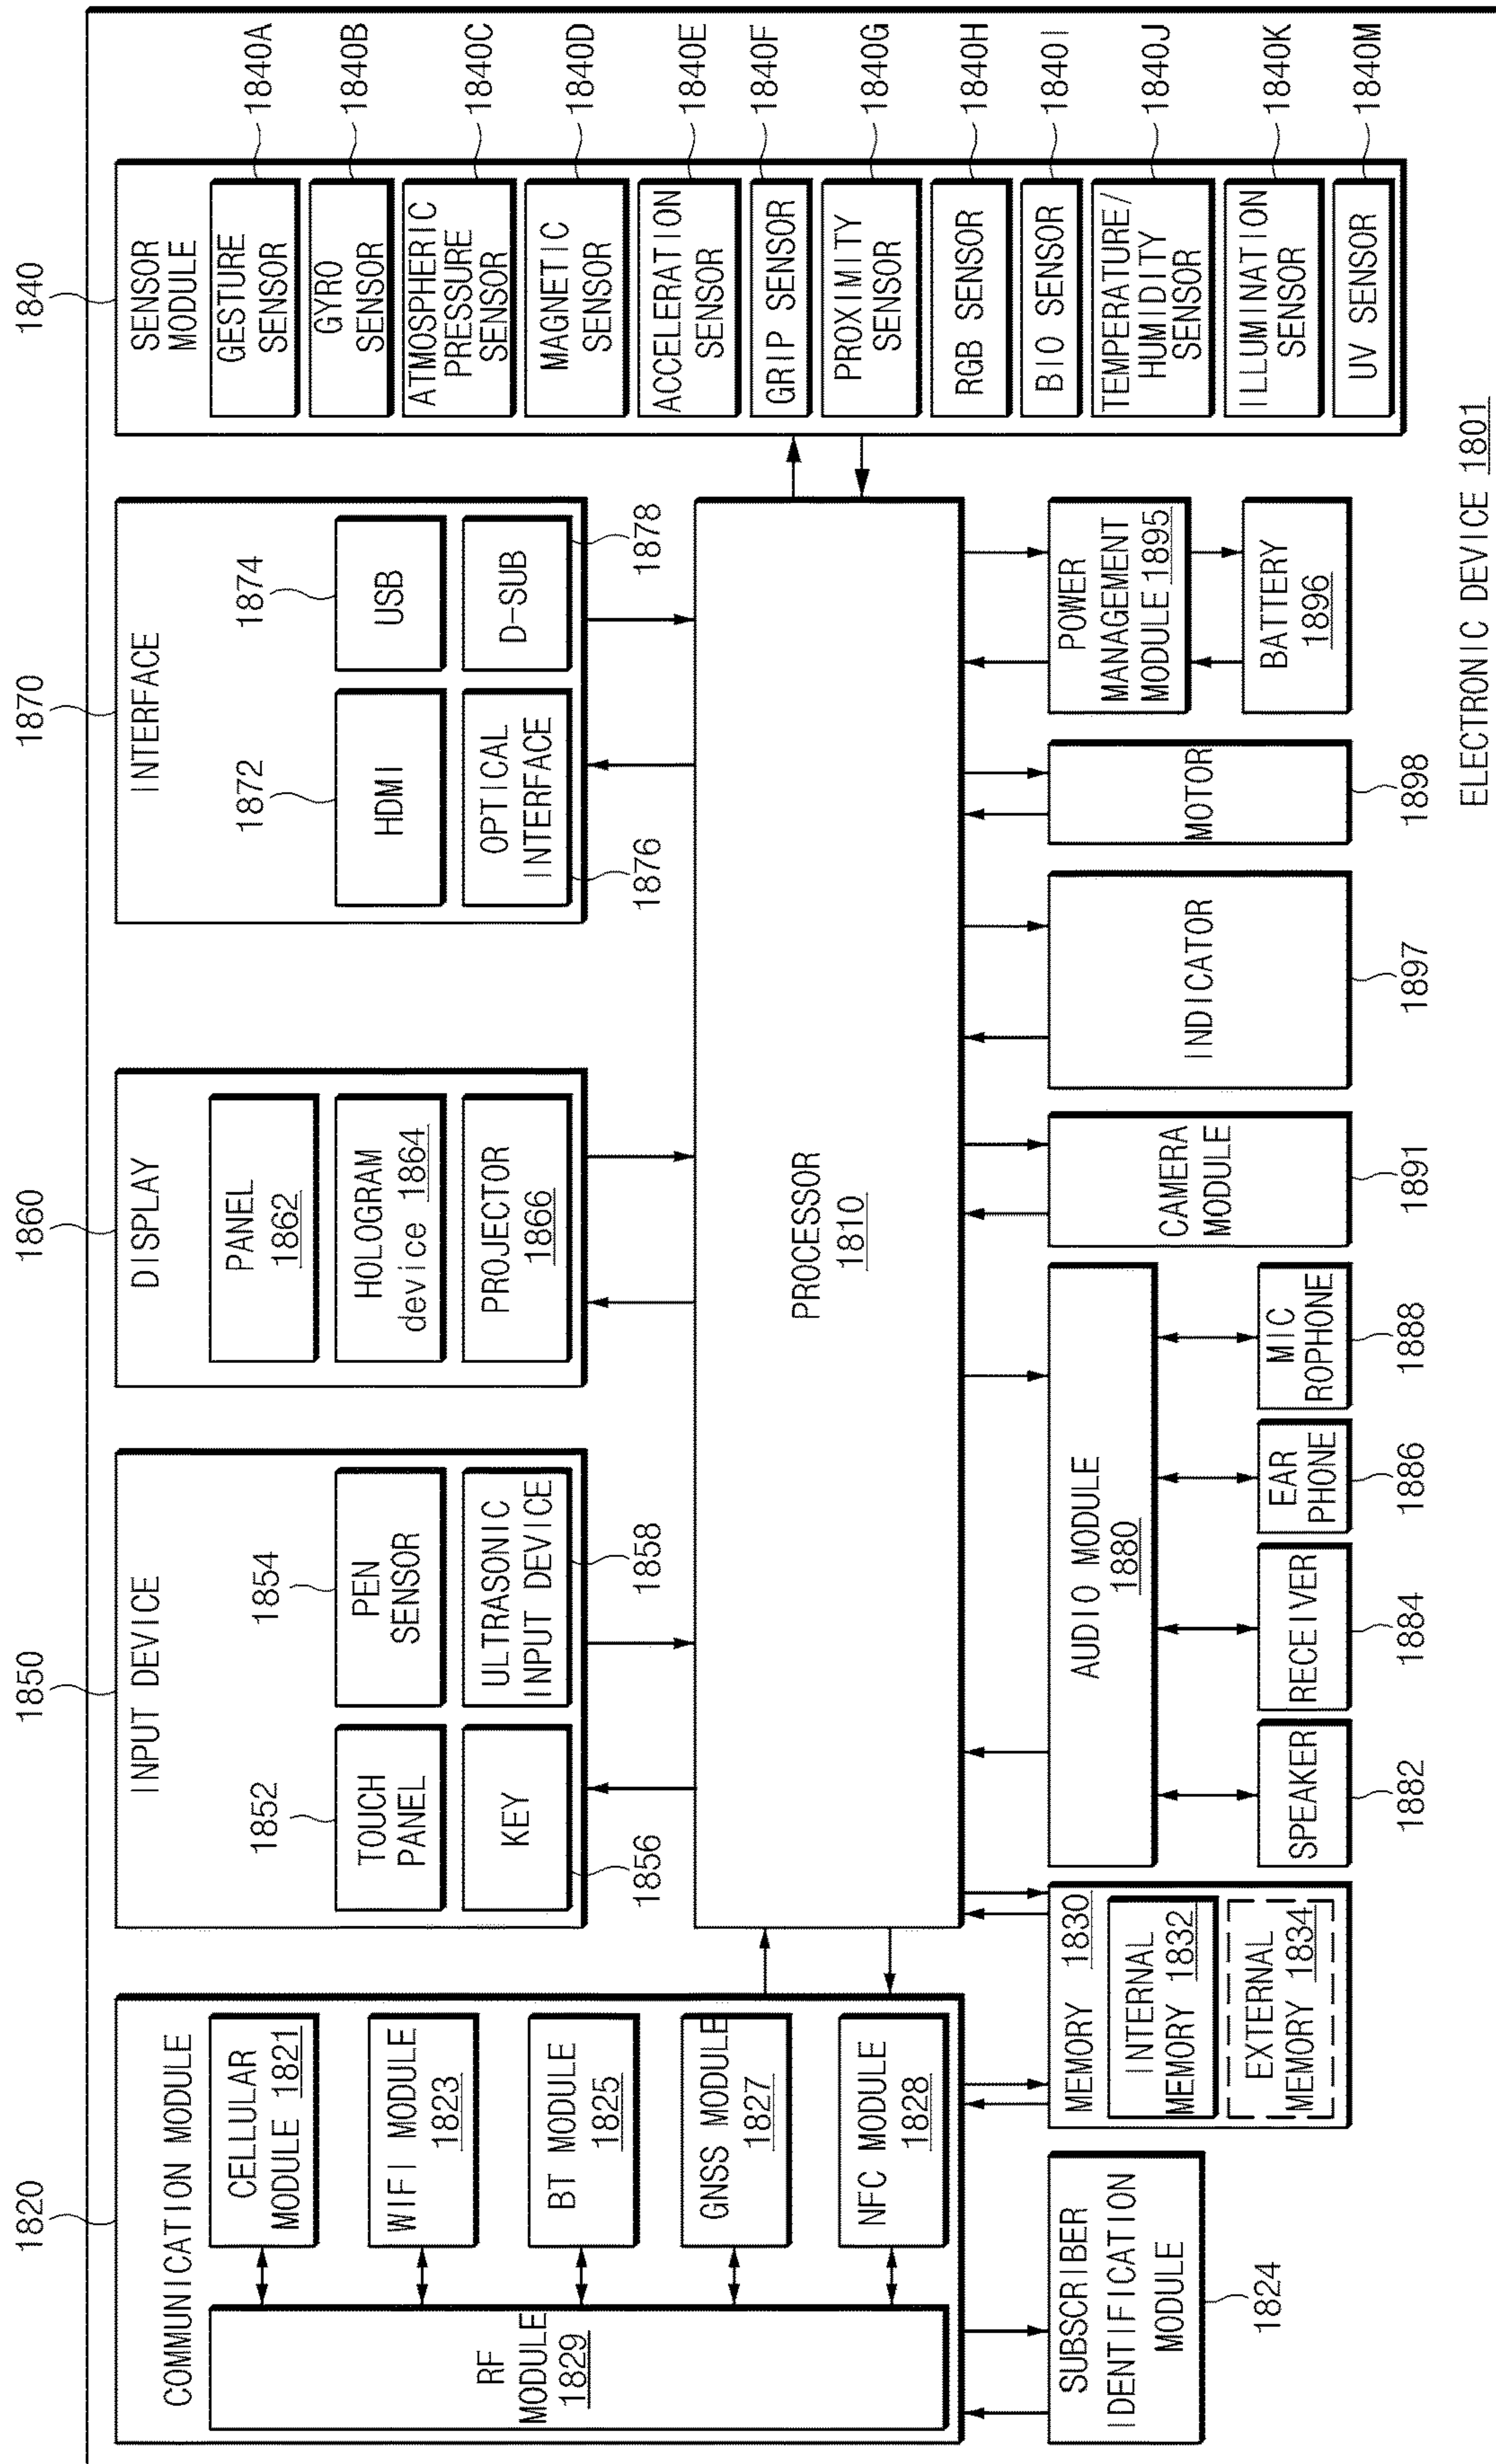 1820
COMMUNICATION MODULE
RF
MODULE
1829
CELLULAR
MODULE 1821
WIFI MODULE
1823
BT MODULE
1825
GNSS MODULE
1827
NFC MODULE
1828
1850
INPUT DEVICE
1852
TOUCH
PANEL
1854
PEN
SENSOR
KEY
1856
ULTRASONIC
INPUT DEVICE
1858
1860
DISPLAY
PANEL
1862
HOLOGRAM
device 1864
PROJECTOR
1866
1870
INTERFACE
1872
HDMI
1874
USB
OPTICAL
INTERFACE
1876
D-SUB
1878
1840
SENSOR
MODULE
GESTURE
SENSOR
1840A
GYRO
SENSOR
1840B
ATMOSPHERIC
PRESSURE
SENSOR
1840C
MAGNETIC
SENSOR
1840D
ACCELERATION
SENSOR
1840E
GRIP SENSOR
1840F
PROXIMITY
SENSOR
1840G
RGB SENSOR
1840H
BIO SENSOR
1840I
TEMPERATURE/
HUMIDITY
SENSOR
1840J
ILLUMINATION
SENSOR
1840K
UV SENSOR
1840M
PROCESSOR
1810
SUBSCRIBER
IDENTIFICATION
MODULE
1824
MEMORY 1830
INTERNAL
MEMORY 1832
EXTERNAL
MEMORY 1834
AUDIO MODULE
1880
SPEAKER
1882
RECEIVER
1884
EAR
PHONE
1886
MIC
ROPHONE
1888
CAMERA
MODULE
1891
INDICATOR
1897
MOTOR
1898
POWER
MANAGEMENT
MODULE 1895
BATTERY
1896
ELECTRONIC DEVICE 1801